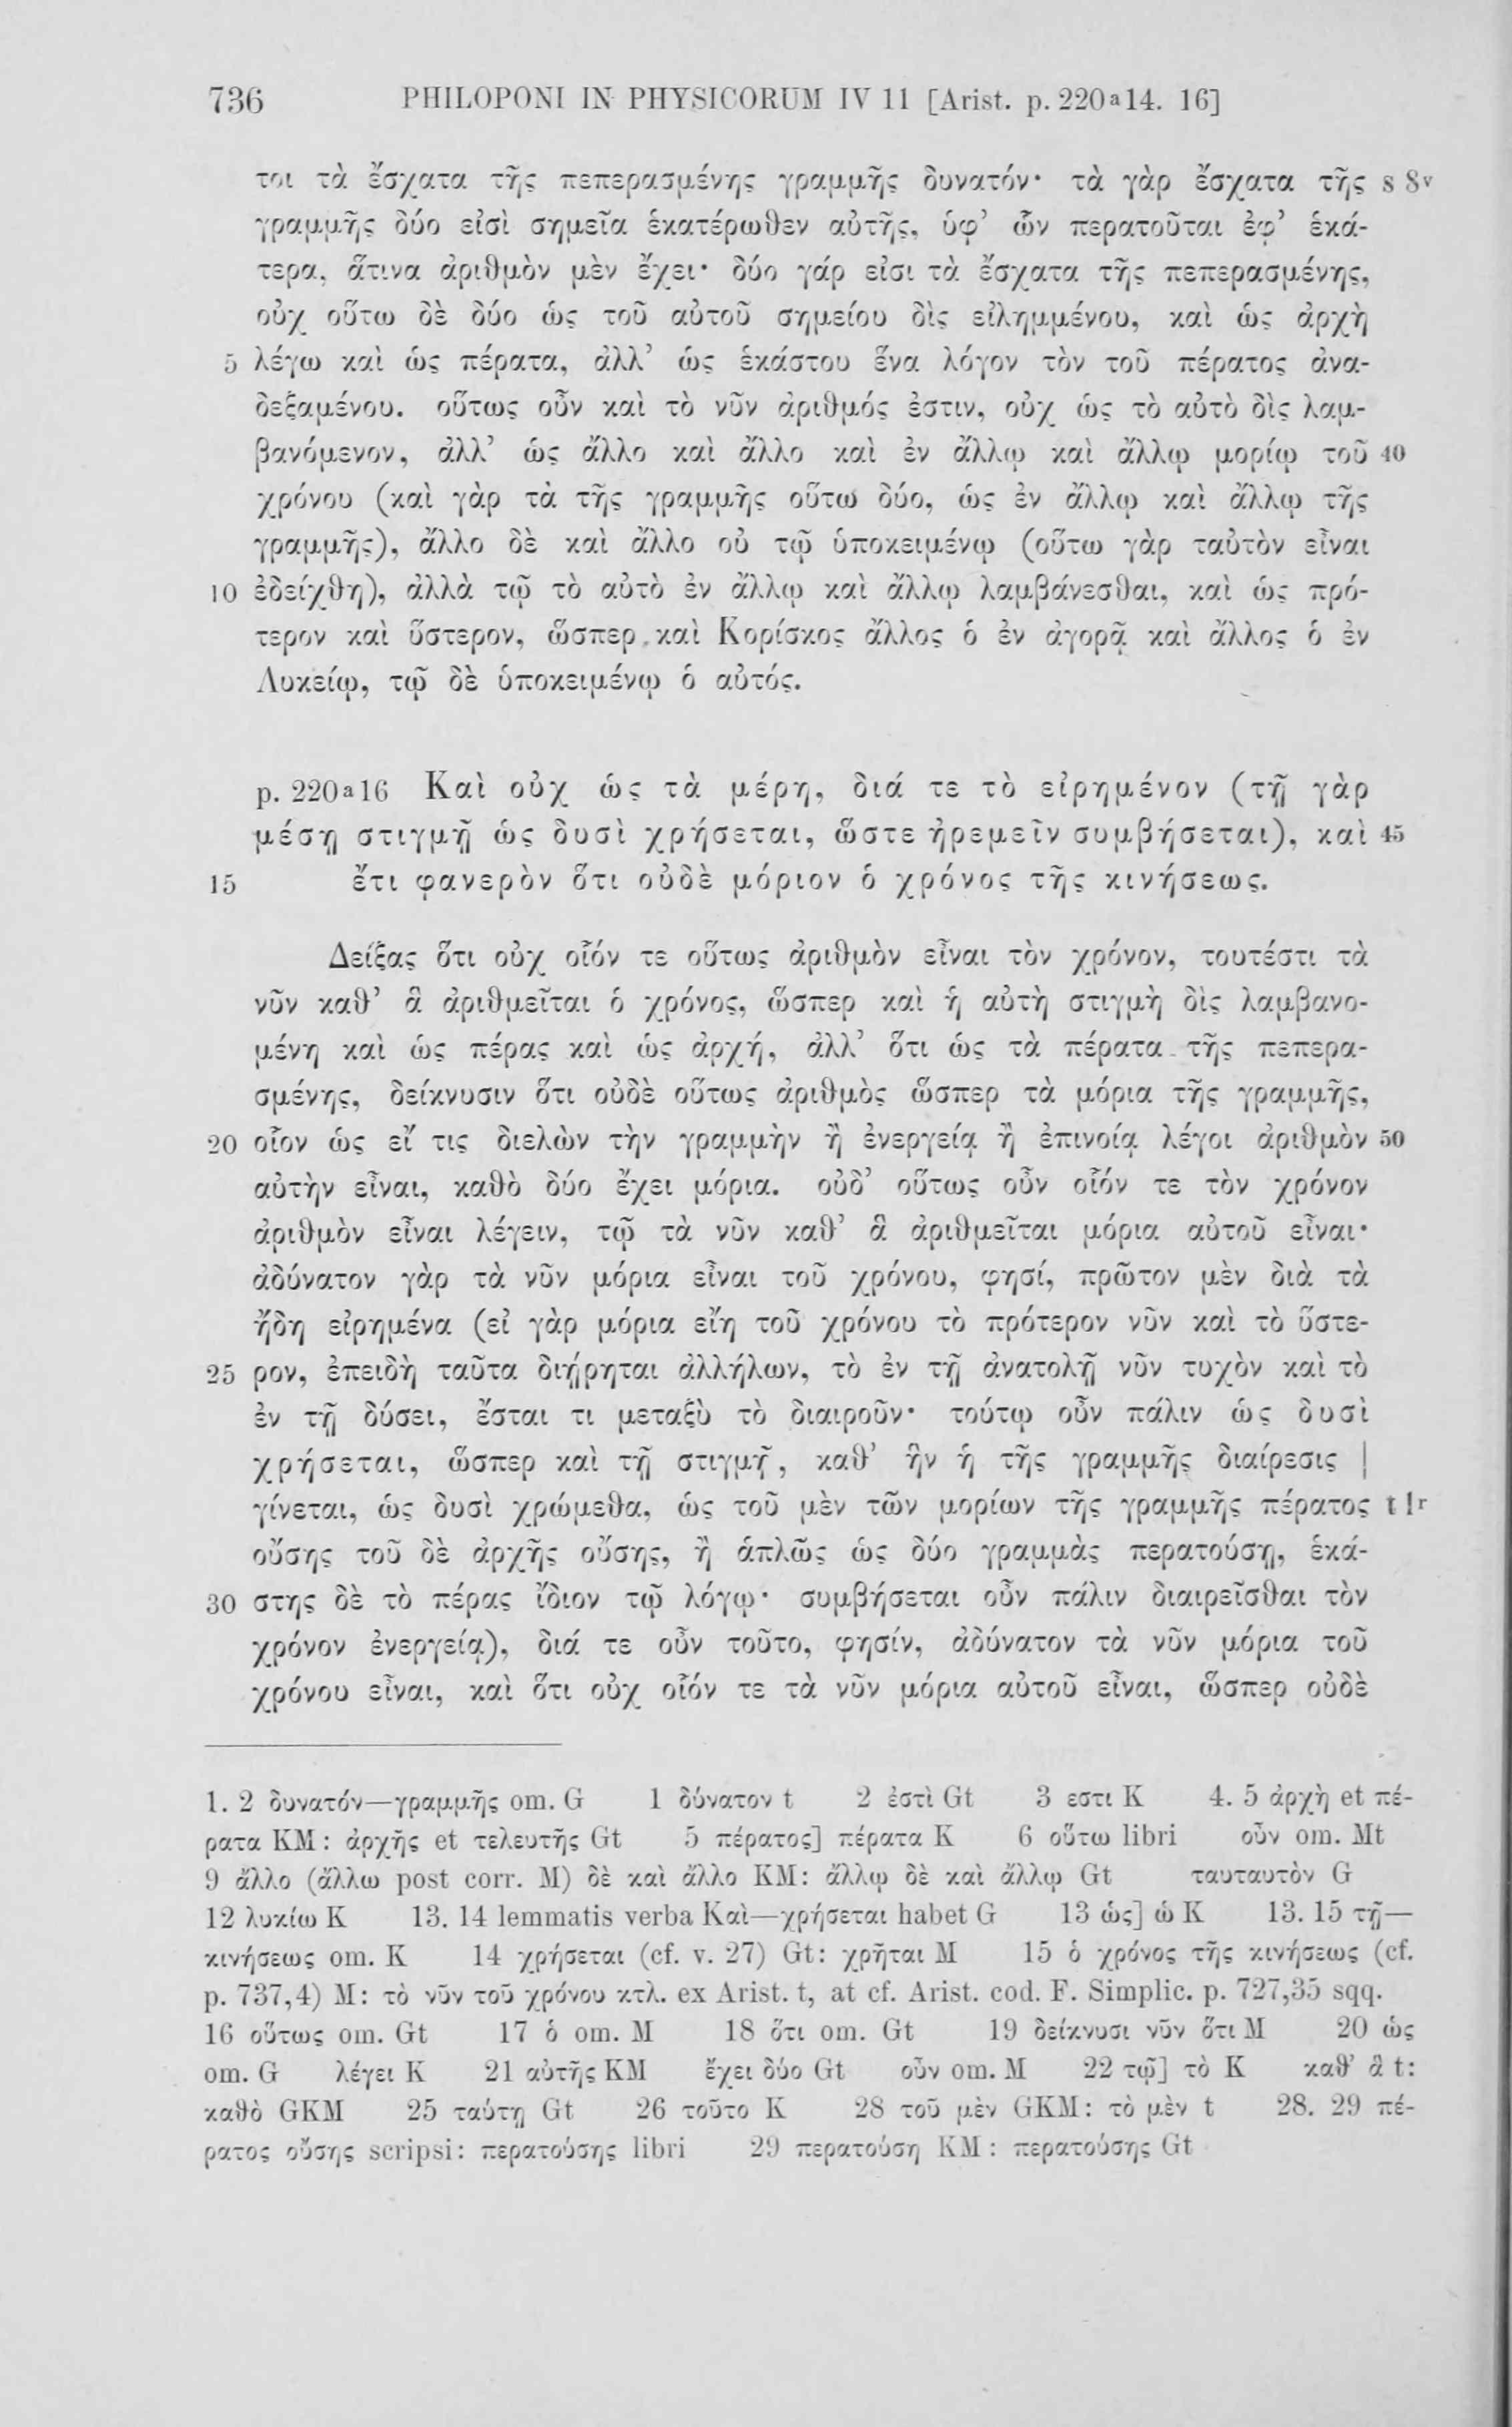 736 PHILOPONI IN PHYSICORUM IV 11 [Arist. p. 220a14. 16]
τοι τὰ ἔσχατα τῆς πεπερασμένης γραμμῆς δυνατόν· τὰ γὰρ ἔσχατα τῆς s 8v
γραμμῆς δύο εἰσὶ σημεῖα ἑκατέρωθεν αὐτῆς, ὑφ’ ὧν περατοῦται ἐφ’ ἑκά-
τερα, ἅτινα ἀριθμὸν μὲν ἔχει· δύο γάρ εἰσι τὰ ἔσχατα τῆς πεπερασμένης,
οὐχ οὕτω δὲ δύο ὡς τοῦ αὐτοῦ σημείου δὶς εἰλημμένου, καὶ ὡς ἀρχὴ
5 λέγω καὶ ὡς πέρατα, ἀλλ’ ὡς ἑκάστου ἕνα λόγον τὸν τοῦ πέρατος ἀνα-
δεξαμένου. οὕτως οὖν καὶ τὸ νῦν ἀριθμός ἐστιν, οὐχ ὡς τὸ αὐτὸ δὶς λαμ-
βανόμενον, ἀλλ’ ὡς ἄλλο καὶ ἄλλο καὶ ἐν ἄλλῳ καὶ ἄλλῳ μορίῳ τοῦ 40
χρόνου (καὶ γὰρ τὰ τῆς γραμμῆς οὕτω δύο, ὡς ἐν ἄλλῳ καὶ ἄλλῳ τῆς
γραμμῆς), ἄλλο δὲ καὶ ἄλλο οὐ τῷ ὑποκειμένῳ (οὕτω γὰρ ταὐτὸν εἶναι
10 ἐδείχθη), ἀλλὰ τῷ τὸ αὐτὸ ἐν ἄλλῳ καὶ ἄλλῳ λαμβάνεσθαι, καὶ ὡς πρό-
τερον καὶ ὕστερον, ὥσπερ καὶ Κορίσκος ἄλλος ὁ ἐν ἀγορᾷ καὶ ἄλλος ὁ ἐν
Λυκείῳ, τῷ δὲ ὑποκειμένῳ ὁ αὐτός.
p. 220a16 Καὶ οὐχ ὡς τὰ μέρη, διά τε τὸ εἰρημένον (τῇ γὰρ
μέσῃ στιγμῇ ὡς δυσὶ χρήσεται, ὥστε ἠρεμεῖν συμβήσεται), καὶ 45
15 ἔτι φανερὸν ὅτι οὐδὲ μόριον ὁ χρόνος τῆς κινήσεως.
Δείξας ὅτι οὐχ οἷόν τε οὕτως ἀριθμὸν εἶναι τὸν χρόνον, τουτέστι τὰ
νῦν καθ’ ἃ ἀριθμεῖται ὁ χρόνος, ὥσπερ καὶ ἡ αὐτὴ στιγμὴ δὶς λαμβανο-
μένη καὶ ὡς πέρας καὶ ὡς ἀρχή, ἀλλ’ ὅτι ὡς τὰ πέρατα τῆς πεπερα-
σμένης, δείκνυσιν ὅτι οὐδὲ οὕτως ἀριθμὸς ὥσπερ τὰ μόρια τῆς γραμμῆς,
20 οἷον ὡς εἴ τις διελὼν τὴν γραμμὴν ἢ ἐνεργείᾳ ἢ ἐπινοίᾳ λέγοι ἀριθμὸν 50
αὐτὴν εἶναι, καθὸ δύο ἔχει μόρια. οὐδ’ οὕτως οὖν οἷόν τε τὸν χρόνον
ἀριθμὸν εἶναι λέγειν, τῷ τὰ νῦν καθ’ ἃ ἀριθμεῖται μόρια αὐτοῦ εἶναι·
ἀδύνατον γὰρ τὰ νῦν μόρια εἶναι τοῦ χρόνου, φησί, πρῶτον μὲν διὰ τὰ
ἤδη εἰρημένα (εἰ γὰρ μόρια εἴη τοῦ χρόνου τὸ πρότερον νῦν καὶ τὸ ὕστε-
25 ρον, ἐπειδὴ ταῦτα διῄρηται ἀλλήλων, τὸ ἐν τῇ ἀνατολῇ νῦν τυχὸν καὶ τὸ
ἐν τῇ δύσει, ἔσται τι μεταξὺ τὸ διαιροῦν· τούτῳ οὖν πάλιν ὡς δυσὶ
χρήσεται, ὥσπερ καὶ τῇ στιγμῇ, καθ’ ἣν ἡ τῆς γραμμῆς διαίρεσις |
γίνεται, ὡς δυσὶ χρώμεθα, ὡς τοῦ μὲν τῶν μορίων τῆς γραμμῆς πέρατος t 1r
οὔσης τοῦ δὲ ἀρχῆς οὔσης, ἢ ἁπλῶς ὡς δύο γραμμὰς περατούσῃ, ἑκά-
30 στης δὲ τὸ πέρας ἴδιον τῷ λόγῳ· συμβήσεται οὖν πάλιν διαιρεῖσθαι τὸν
χρόνον ἐνεργείᾳ), διά τε οὖν τοῦτο, φησίν, ἀδύνατον τὰ νῦν μόρια τοῦ
χρόνου εἶναι, καὶ ὅτι οὐχ οἷόν τε τὰ νῦν μόρια αὐτοῦ εἶναι, ὥσπερ οὐδὲ
1. 2 δυνατόν—γραμμῆς om. G 1 δύνατον t 2 ἐστὶ Gt 3 εστι K 4. 5 ἀρχὴ et πέ-
ρατα KM: ἀρχῆς et τελευτῆς Gt 5 πέρατος] πέρατα K 6 οὕτω libri οὖν om. Mt
9 ἄλλο (ἄλλω post corr. M) δὲ καὶ ἄλλο KM: ἄλλῳ δὲ καὶ ἄλλῳ Gt ταυταυτὸν G
12 λυκίω K 13. 14 lemmatis verba Καὶ—χρήσεται habet G 13 ὡς] ὡ K 13. 15 τῇ—
κινήσεως om. K 14 χρήσεται (cf. v. 27) Gt: χρῆται M 15 ὁ χρόνος τῆς κινήσεως (cf.
p. 737,4) M: τὸ νῦν τοῦ χρόνου κτλ. ex Arist. t, at cf. Arist. cod. F. Simplic. p. 727,35 sqq.
16 οὕτως om. Gt 17 ὁ om. M 18 ὅτι om. Gt 19 δείκνυσι νῦν ὅτι M 20 ὡς
om. G λέγει K 21 αὐτῆς KM ἔχει δύο Gt οὖν om. M 22 τῷ] τὸ K καθ’ ἃ t:
καθὸ GKM 25 ταύτῃ Gt 26 τοῦτο K 28 τοῦ μὲν GKM: τὸ μὲν t 28. 29 πέ-
ρατος οὔσης scripsi: περατούσης libri 29 περατούση KM: περατούσης Gt